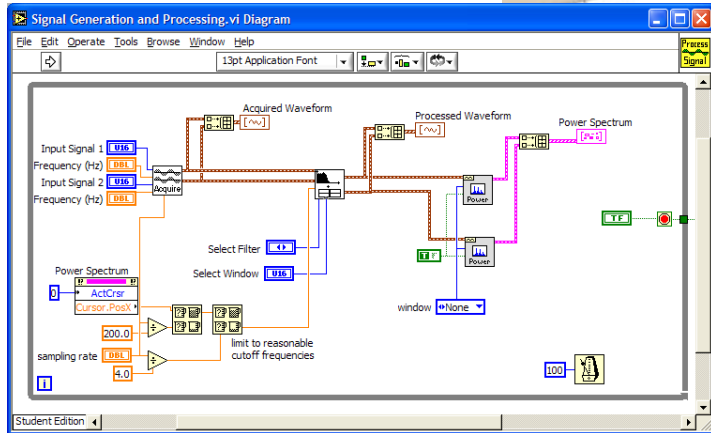 Signal Generation and Processing.vi Diagram
File Edit Operate Tools Browse Window Help
13pt Application Font
Process
Signal
Acquired Waveform
Processed Waveform
Power Spectrum
Input Signal 1 U16
Frequency (Hz) DBL
Input Signal 2 U16
Frequency (Hz) DBL
Acquire
Power
TF
Select Filter
Power
TF
Select Window U16
Power Spectrum
0 ActCrsr
Cursor.PosX
window None
200.0
limit to reasonable
cutoff frequencies
sampling rate DBL
4.0
100
i
Student Edition